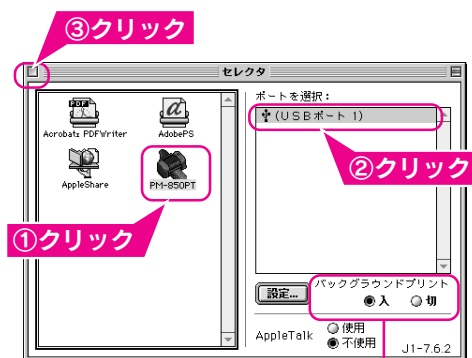 ③クリック
セレクタ
ポートを選択：
(USBポート 1)
Acrobat PDFWriter
AdobePS
②クリック
AppleShare
PM-850PT
①クリック
設定...
バックグラウンドプリント
入 切
AppleTalk 使用
不使用
J1-7.6.2